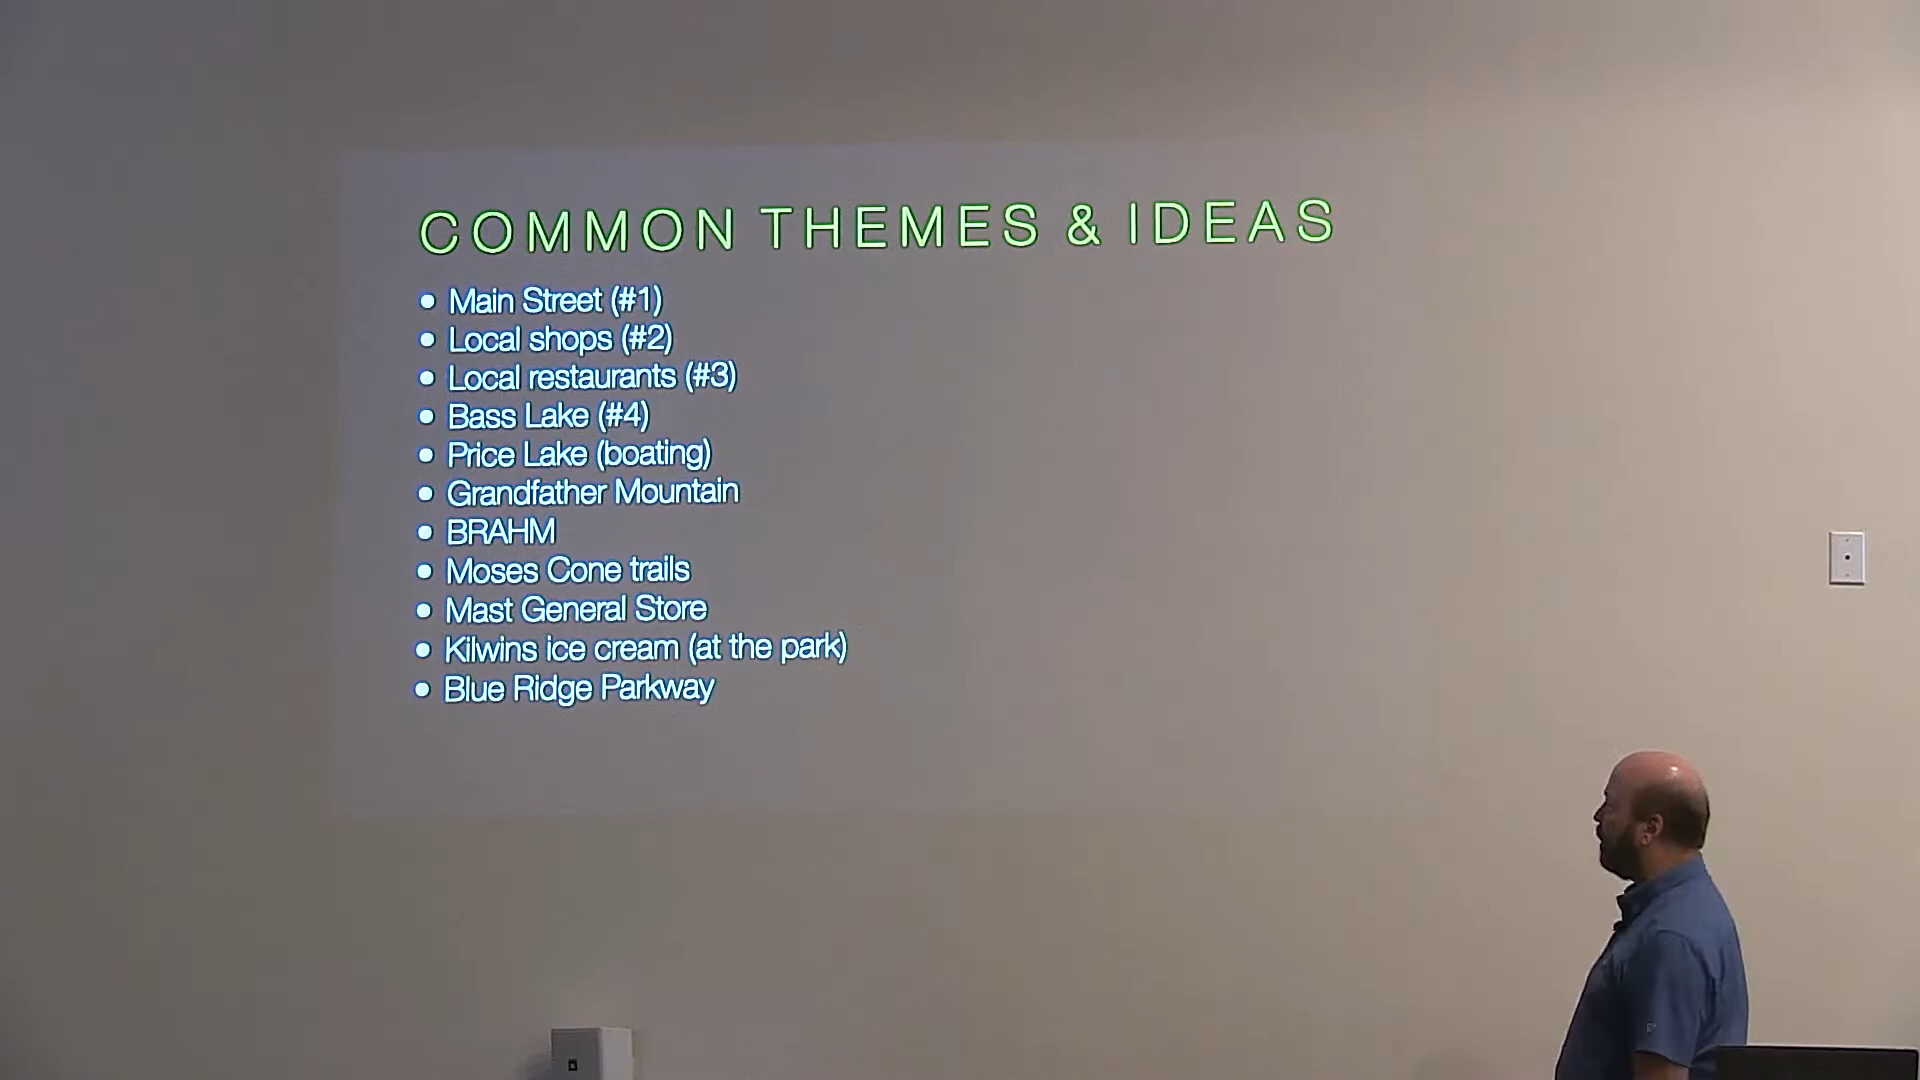 COMMON THEMES & IDEAS
• Main Street (#1)
• Local shops (#2)
• Local restaurants (#3)
• Bass Lake (#4)
• Price Lake (boating)
• Grandfather Mountain
• BRAHM
• Moses Cone trails
• Mast General Store
• Kilwins ice cream (at the park)
• Blue Ridge Parkway